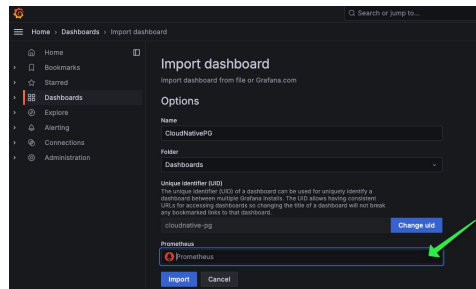 Search or jump to...
Home › Dashboards › Import dashboard
Home
Bookmarks
Starred
Dashboards
Explore
Alerting
Connections
Administration
Import dashboard
Import dashboard from file or Grafana.com
Options
Name
CloudNativePG
Folder
Dashboards
Unique identifier (UID)
The unique identifier (UID) of a dashboard can be used for uniquely identify a
dashboard between multiple Grafana installs. The UID allows having consistent
URLs for accessing dashboards so changing the title of a dashboard will not break
any bookmarked links to that dashboard.
cloudnative-pg
Change uid
Prometheus
Prometheus
Import Cancel